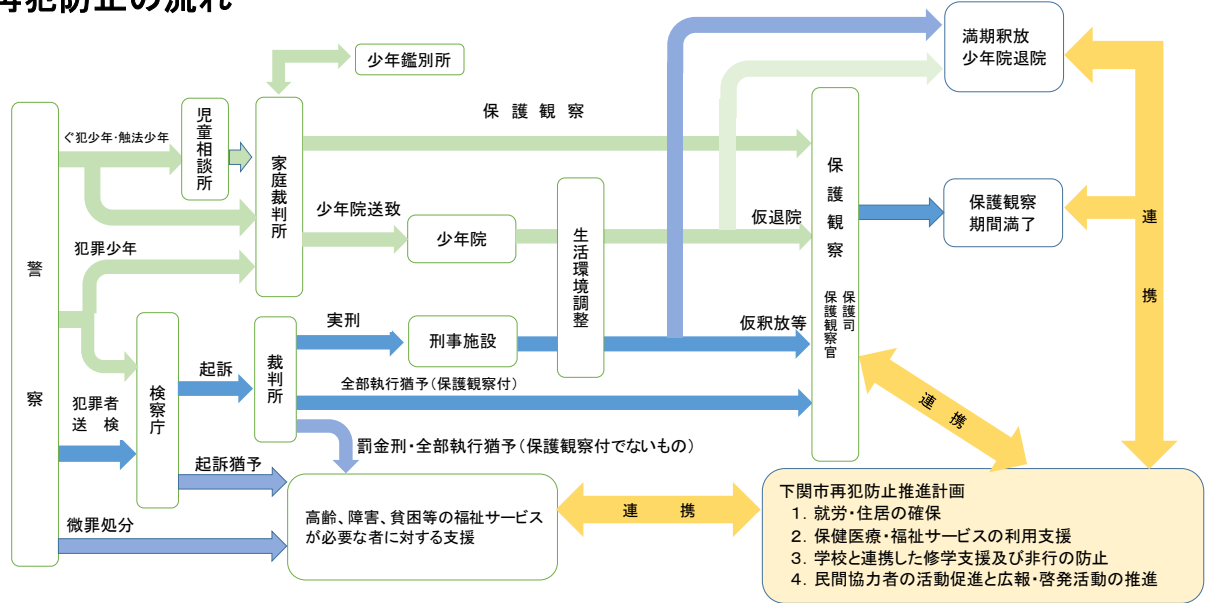 再犯防止の流れ
少年鑑別所
満期釈放
少年院退院
ぐ犯少年・触法少年
児童相談所
家庭裁判所
保護観察
少年院送致
少年院
仮退院
生活環境調整
保護観察
保護司
保護観察官
保護観察
期間満了
連携
警察
犯罪少年
検察庁
起訴
裁判所
実刑
刑事施設
仮釈放等
全部執行猶予(保護観察付)
犯罪者
送検
罰金刑・全部執行猶予(保護観察付でないもの)
起訴猶予
微罪処分
高齢、障害、貧困等の福祉サービス
が必要な者に対する支援
連携
連携
下関市再犯防止推進計画
1.就労・住居の確保
2.保健医療・福祉サービスの利用支援
3.学校と連携した修学支援及び非行の防止
4.民間協力者の活動促進と広報・啓発活動の推進